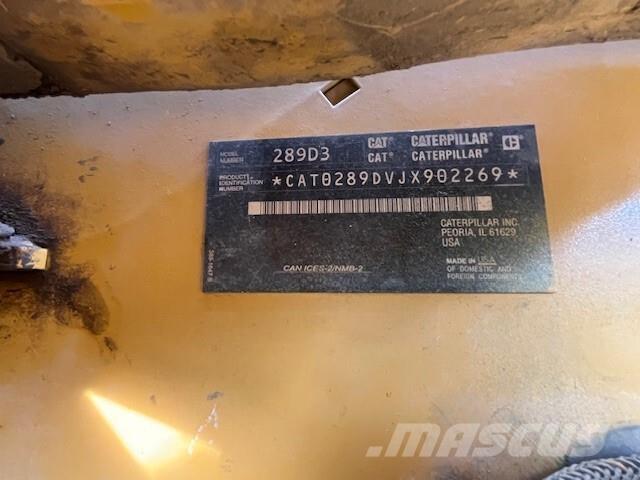 MODEL NUMBER 289D3 CAT CATERPILLAR
CAT CATERPILLAR
PRODUCT IDENTIFICATION NUMBER *CAT0289DVJX902269*
CATERPILLAR INC.
PEORIA, IL 61629
USA
CAN ICES-2/NMB-2
MADE IN USA
OF DOMESTIC AND
FOREIGN COMPONENTS
MASCUS